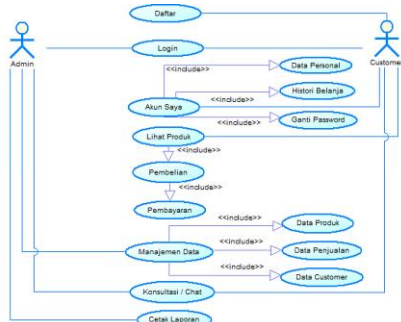 Daftar
Login
Admin
Customer
<<include>>
Data Personal
Histori Belanja
<<include>>
Akun Saya
<<include>>
Ganti Password
Lihat Produk
<<include>>
Pembelian
<<include>>
Pembayaran
<<include>>
Data Produk
Manajemen Data
<<include>>
Data Penjualan
<<include>>
Data Customer
Konsultasi / Chat
Cetak Laporan